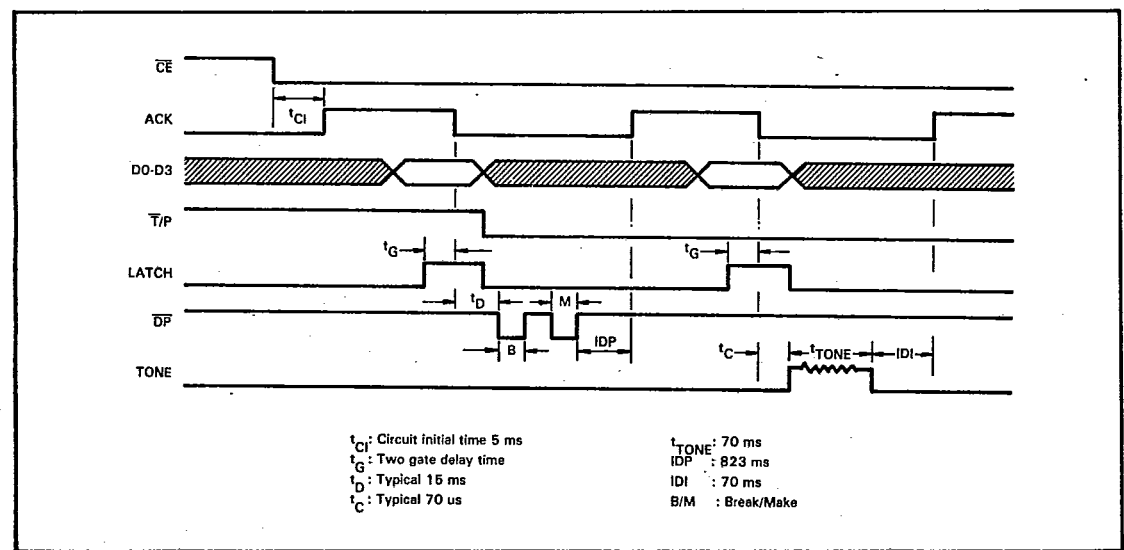 CE
tCI
ACK
D0-D3
T/P
tG
tG
LATCH
tD
M
DP
B
IDP
tC
tTONE
IDI
TONE
tCI: Circuit initial time 5 ms
tG: Two gate delay time
tD: Typical 15 ms
tC: Typical 70 us
tTONE: 70 ms
IDP : 823 ms
IDI : 70 ms
B/M : Break/Make